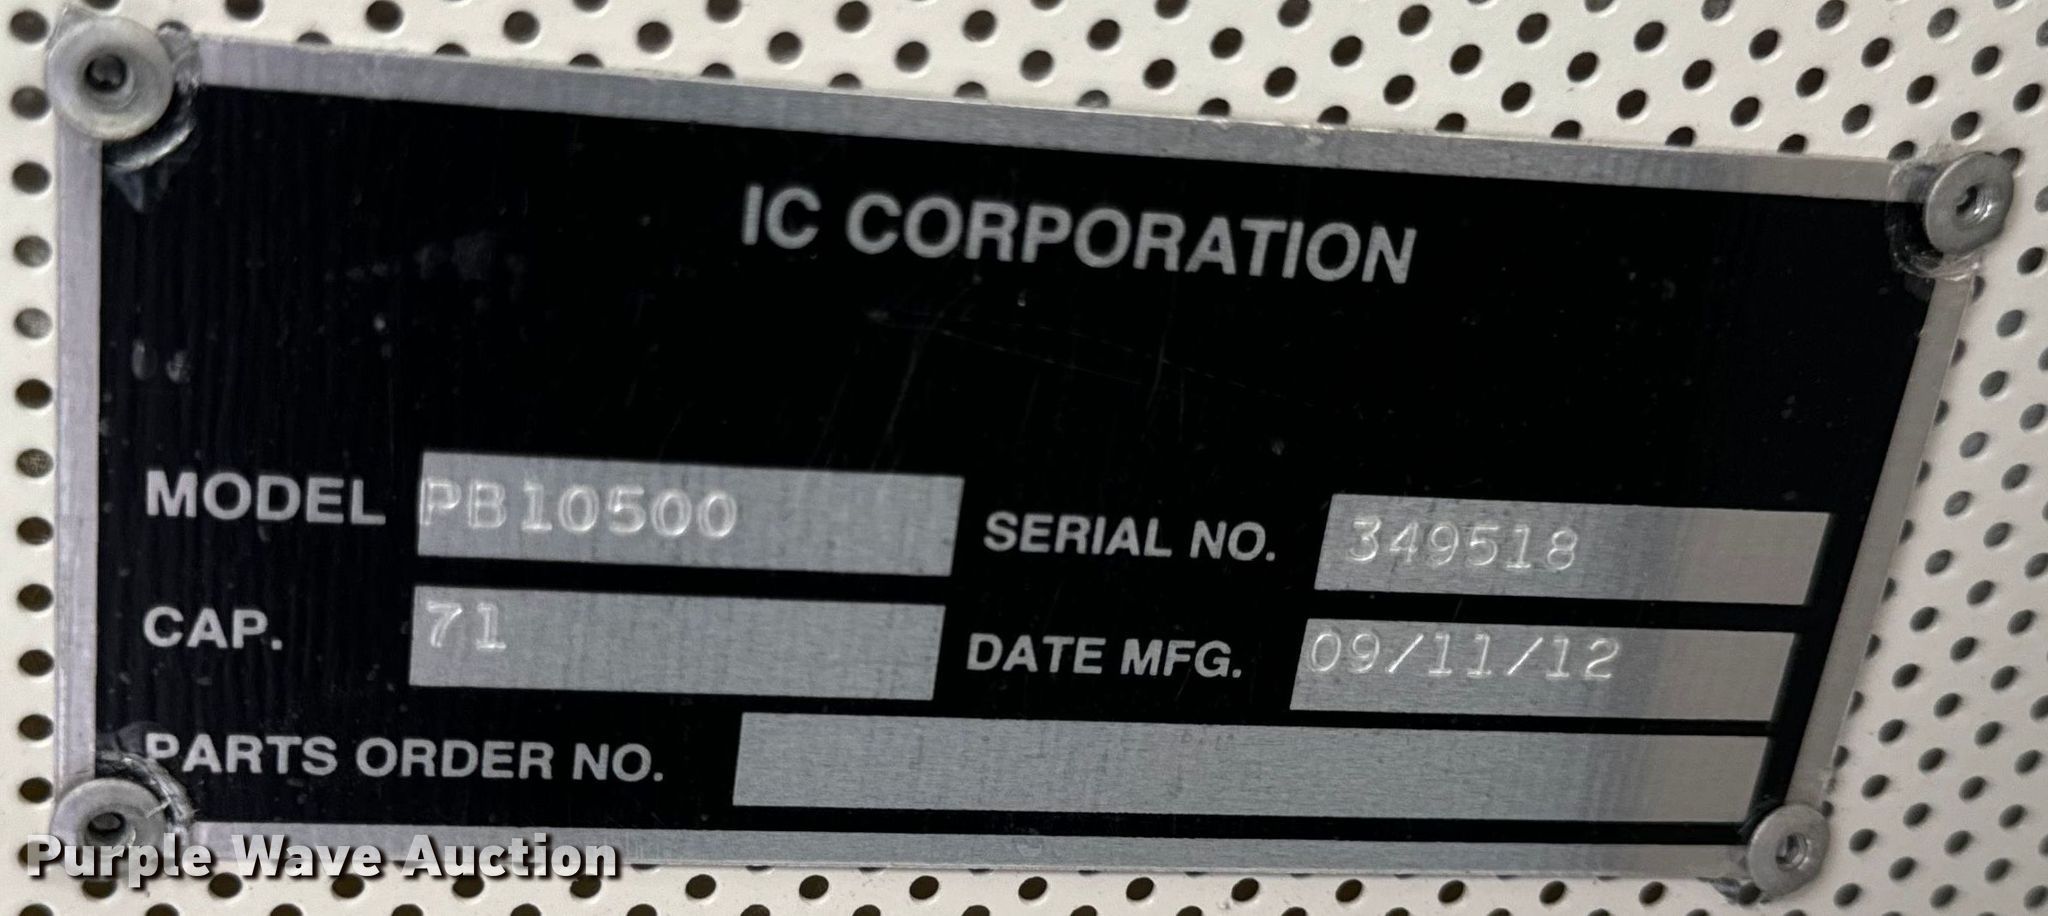 IC CORPORATION
MODEL PB10500 SERIAL NO. 349518
CAP. 71 DATE MFG. 09/11/12
PARTS ORDER NO.
Purple Wave Auction